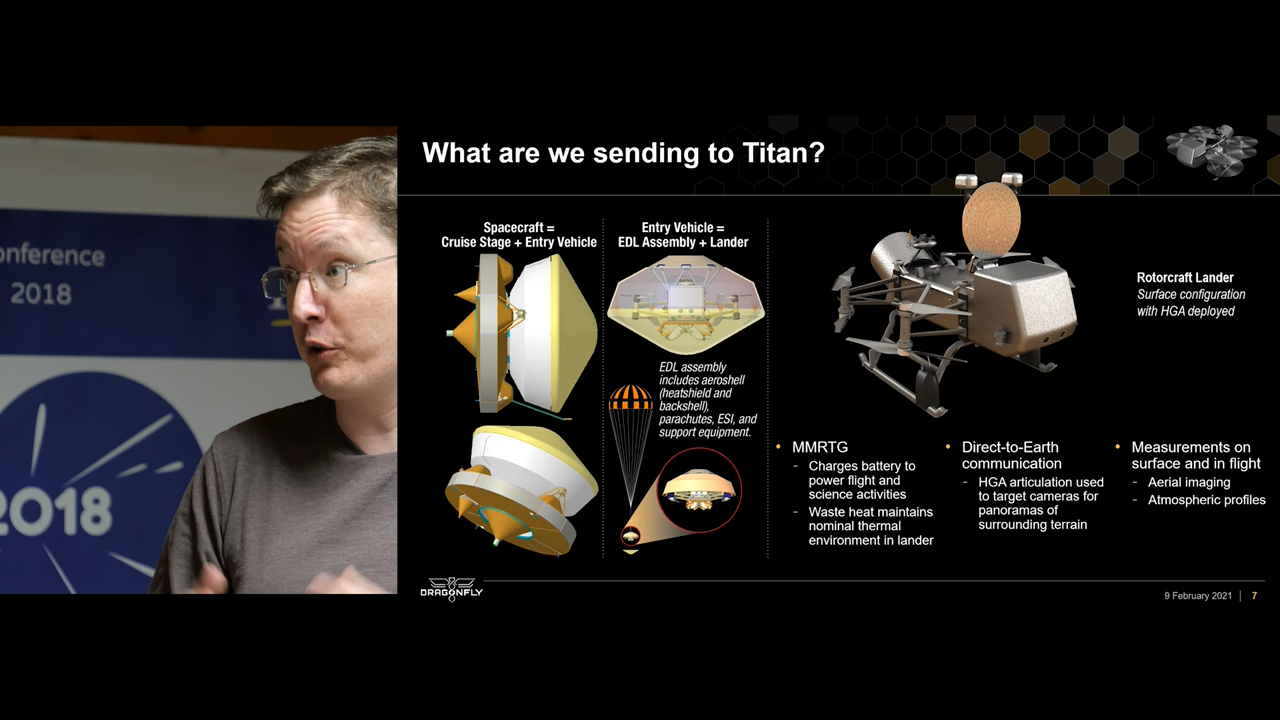 onference
2018
2018
What are we sending to Titan?
Spacecraft =
Cruise Stage + Entry Vehicle
Entry Vehicle =
EDL Assembly + Lander
EDL assembly
includes aeroshell
(heatshield and
backshell),
parachutes, ESI, and
support equipment.
Rotorcraft Lander
Surface configuration
with HGA deployed
• MMRTG
- Charges battery to
power flight and
science activities
- Waste heat maintains
nominal thermal
environment in lander
• Direct-to-Earth
communication
- HGA articulation used
to target cameras for
panoramas of
surrounding terrain
• Measurements on
surface and in flight
- Aerial imaging
- Atmospheric profiles
DRAGONFLY
9 February 2021 | 7